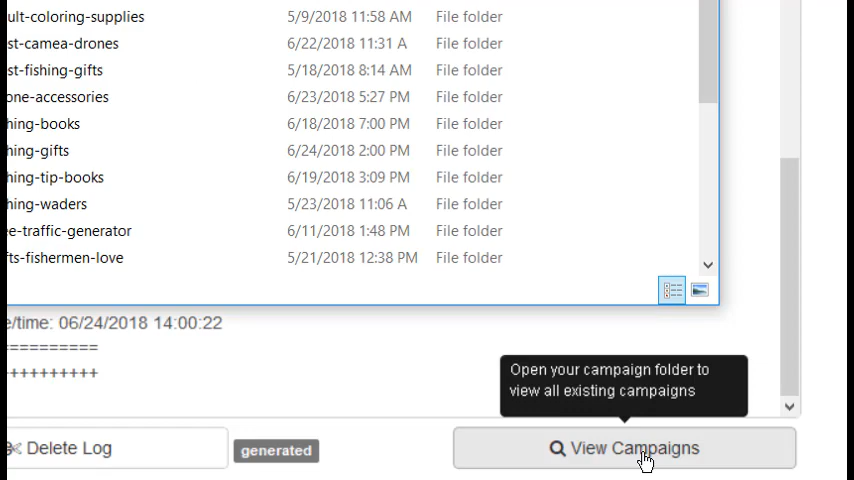 ult-coloring-supplies 5/9/2018 11:58 AM File folder
st-camea-drones 6/22/2018 11:31 A File folder
st-fishing-gifts 5/18/2018 8:14 AM File folder
one-accessories 6/23/2018 5:27 PM File folder
hing-books 6/18/2018 7:00 PM File folder
hing-gifts 6/24/2018 2:00 PM File folder
hing-tip-books 6/19/2018 3:09 PM File folder
hing-waders 5/23/2018 11:06 A File folder
ee-traffic-generator 6/11/2018 1:48 PM File folder
fts-fishermen-love 5/21/2018 12:38 PM File folder
e/time: 06/24/2018 14:00:22
==========
++++++++++
Open your campaign folder to
view all existing campaigns
Delete Log generated View Campaigns